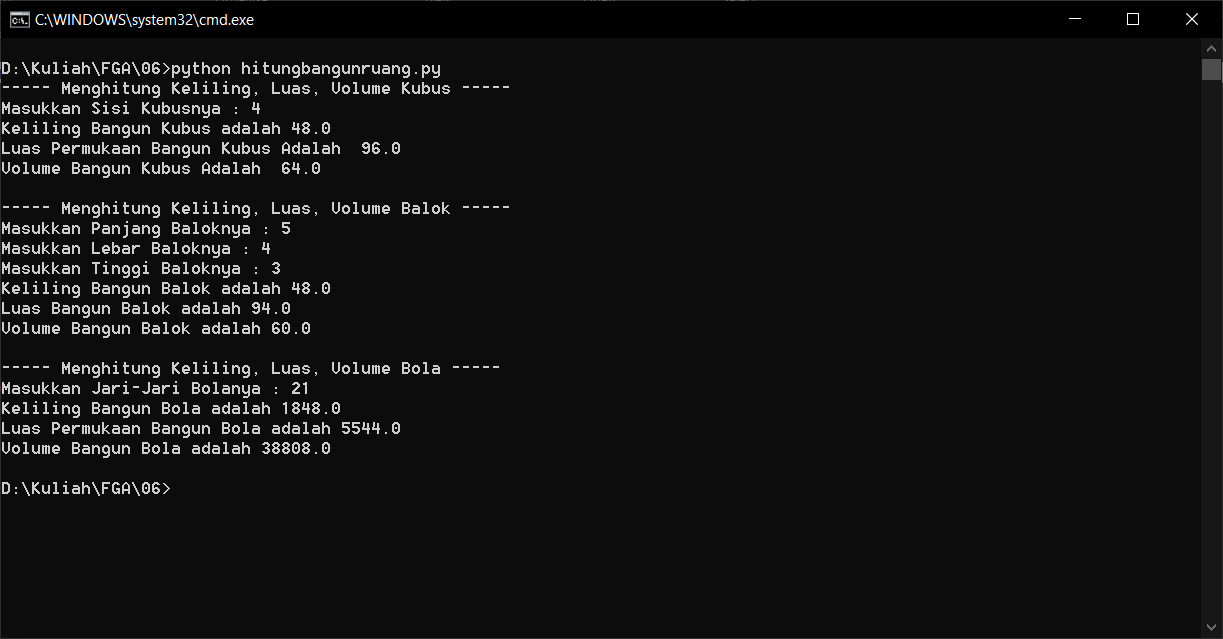 C:\WINDOWS\system32\cmd.exe
D:\Kuliah\FGA\06>python hitungbangunruang.py
----- Menghitung Keliling, Luas, Volume Kubus -----
Masukkan Sisi Kubusnya : 4
Keliling Bangun Kubus adalah 48.0
Luas Permukaan Bangun Kubus Adalah  96.0
Volume Bangun Kubus Adalah  64.0
----- Menghitung Keliling, Luas, Volume Balok -----
Masukkan Panjang Baloknya : 5
Masukkan Lebar Baloknya : 4
Masukkan Tinggi Baloknya : 3
Keliling Bangun Balok adalah 48.0
Luas Bangun Balok adalah 94.0
Volume Bangun Balok adalah 60.0
----- Menghitung Keliling, Luas, Volume Bola -----
Masukkan Jari-Jari Bolanya : 21
Keliling Bangun Bola adalah 1848.0
Luas Permukaan Bangun Bola adalah 5544.0
Volume Bangun Bola adalah 38808.0
D:\Kuliah\FGA\06>